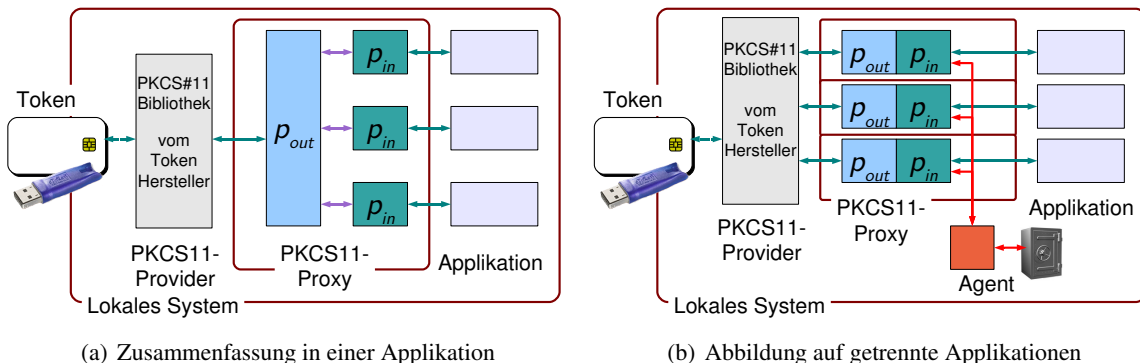 Token
PKCS#11
Bibliothek
vom
Token
Hersteller
p_out
p_in
p_in
p_in
PKCS11-
Provider
PKCS11-
Proxy
Applikation
Lokales System
(a) Zusammenfassung in einer Applikation
Token
PKCS#11
Bibliothek
vom
Token
Hersteller
p_out p_in
p_out p_in
p_out p_in
PKCS11-
Provider
PKCS11-
Proxy
Applikation
Agent
Lokales System
(b) Abbildung auf getrennte Applikationen